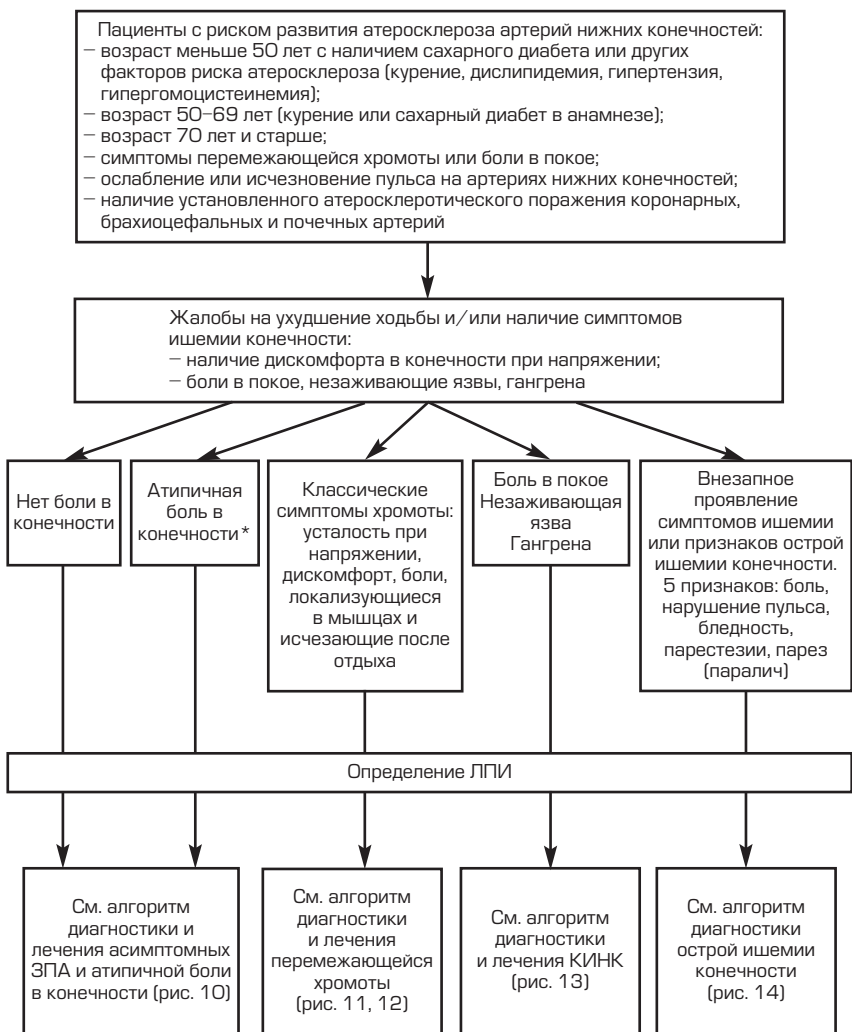 Пациенты с риском развития атеросклероза артерий нижних конечностей:
– возраст меньше 50 лет с наличием сахарного диабета или других
факторов риска атеросклероза (курение, дислипидемия, гипертензия,
гипергомоцистеинемия);
– возраст 50–69 лет (курение или сахарный диабет в анамнезе);
– возраст 70 лет и старше;
– симптомы перемежающейся хромоты или боли в покое;
– ослабление или исчезновение пульса на артериях нижних конечностей;
– наличие установленного атеросклеротического поражения коронарных,
брахиоцефальных и почечных артерий
Жалобы на ухудшение ходьбы и/или наличие симптомов
ишемии конечности:
– наличие дискомфорта в конечности при напряжении;
– боли в покое, незаживающие язвы, гангрена
Нет боли в
конечности
Атипичная
боль в
конечности*
Классические
симптомы хромоты:
усталость при
напряжении,
дискомфорт, боли,
локализующиеся
в мышцах и
исчезающие после
отдыха
Боль в покое
Незаживающая
язва
Гангрена
Внезапное
проявление
симптомов ишемии
или признаков острой
ишемии конечности.
5 признаков: боль,
нарушение пульса,
бледность,
парестезии, парез
(паралич)
Определение ЛПИ
См. алгоритм
диагностики и
лечения асимптомных
ЗПА и атипичной боли
в конечности (рис. 10)
См. алгоритм
диагностики
и лечения
перемежающейся
хромоты
(рис. 11, 12)
См. алгоритм
диагностики
и лечения КИНК
(рис. 13)
См. алгоритм
диагностики
острой ишемии
конечности
(рис. 14)